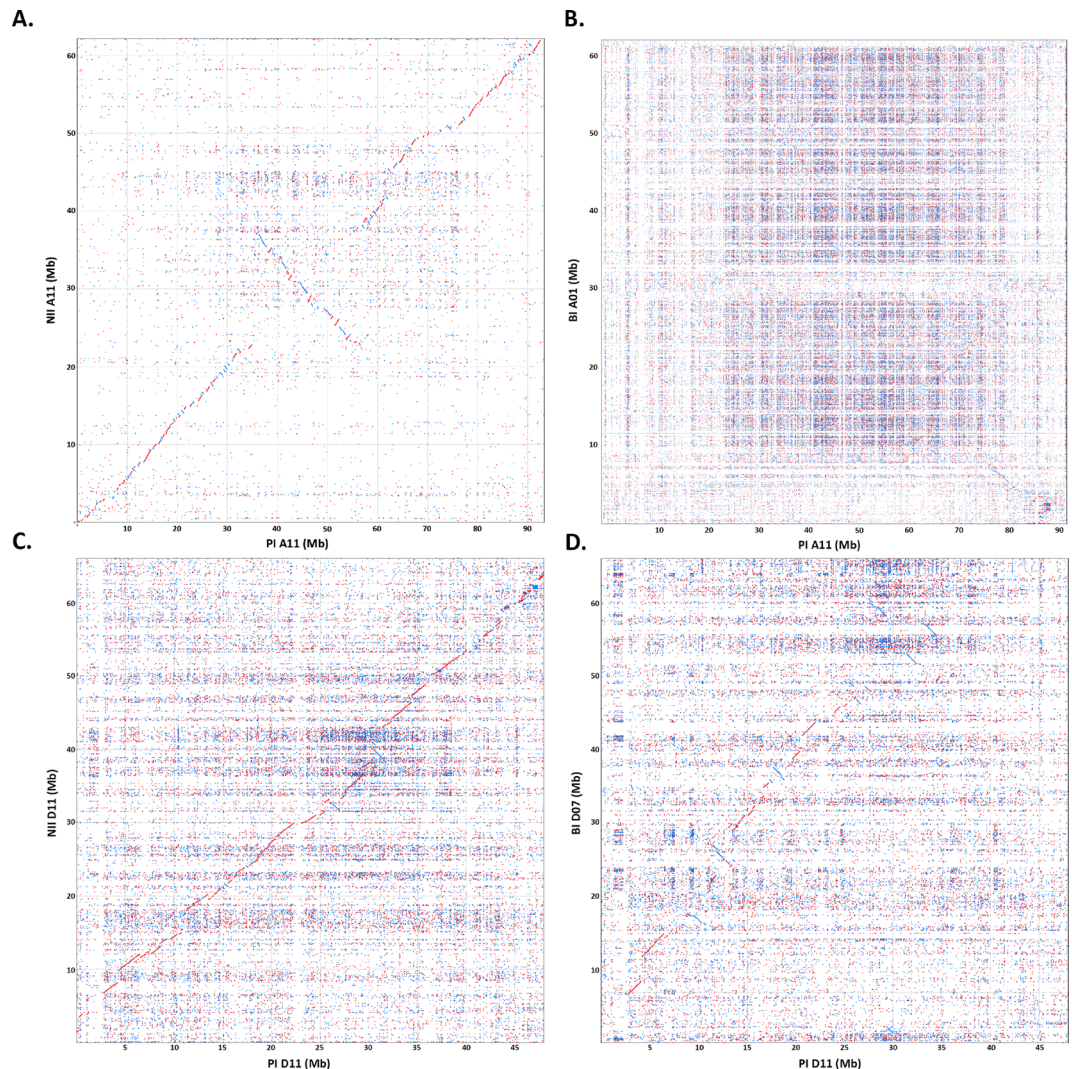 A.
60
50
40
30
20
10
NII A11 (Mb)
10 20 30 40 50 60 70 80 90
PI A11 (Mb)
B.
60
50
40
30
20
10
BI A01 (Mb)
10 20 30 40 50 60 70 80 90
PI A11 (Mb)
C.
60
50
40
30
20
10
NII D11 (Mb)
5 10 15 20 25 30 35 40 45
PI D11 (Mb)
D.
60
50
40
30
20
10
BI D07 (Mb)
5 10 15 20 25 30 35 40 45
PI D11 (Mb)